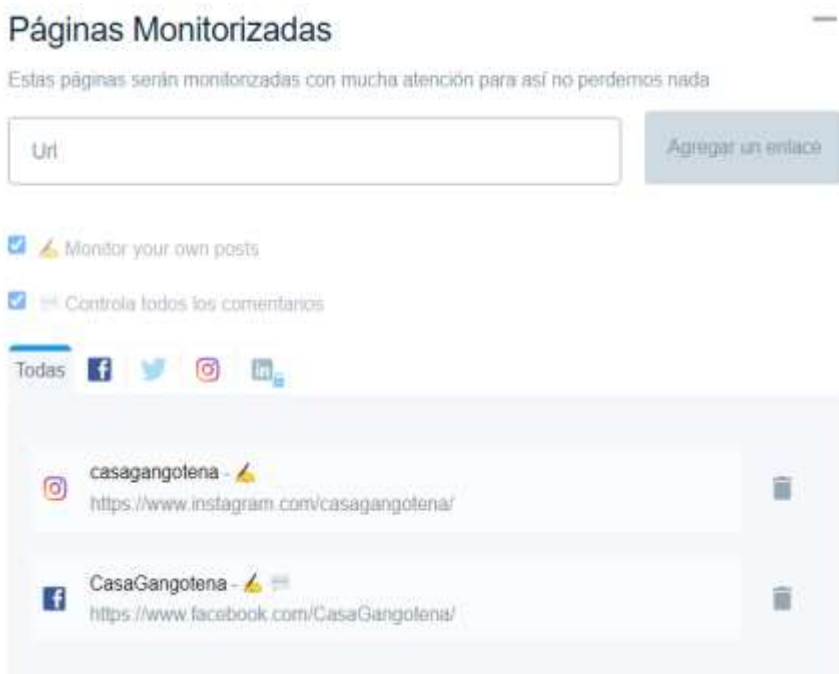 Páginas Monitorizadas
Estas páginas serán monitorizadas con mucha atención para así no perdernos nada
Url
Agregar un enlace
Monitor your own posts
Controla todos los comentarios
Todas
casagangotena -
https://www.instagram.com/casagangotena/
CasaGangotena -
https://www.facebook.com/CasaGangotena/